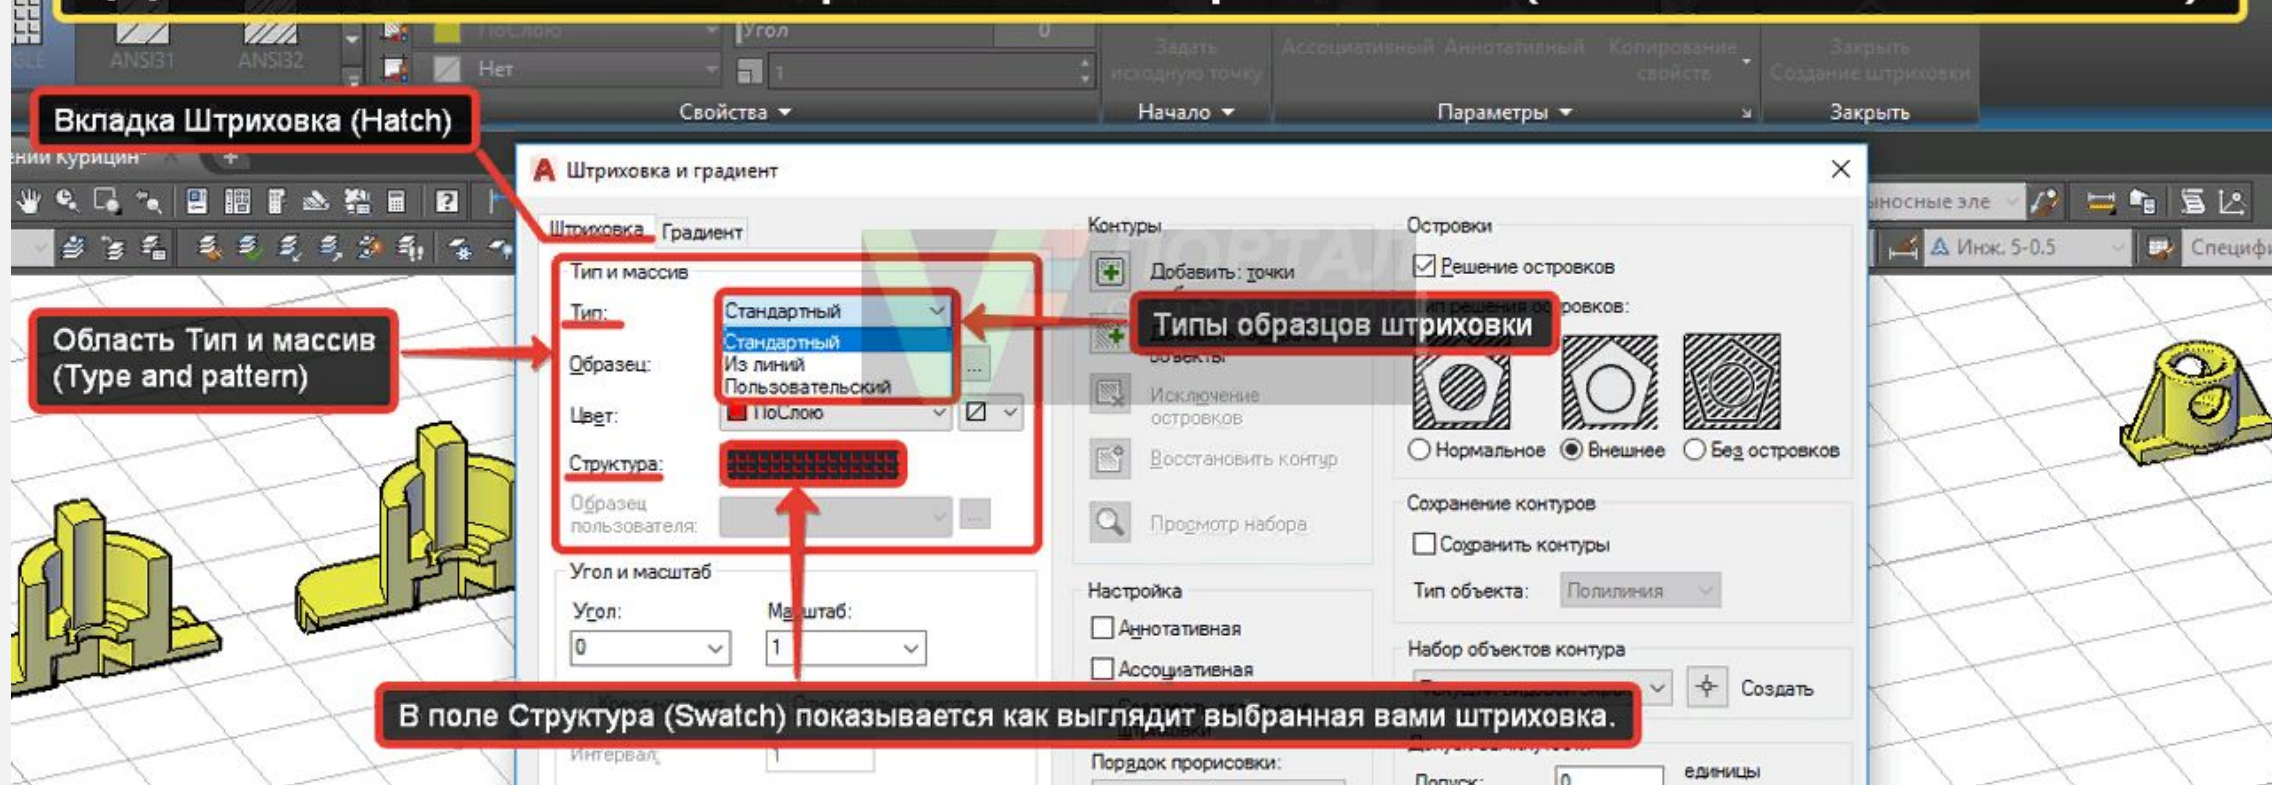 ПоСлою
Угол
0
ANSI31
ANSI32
Нет
1
Задать
исходную точку
Ассоциативный
Аннотативный
Копирование
свойств
Закрыть
Создание штриховки
Свойства
Начало
Параметры
Закрыть
Вкладка Штриховка (Hatch)
Курицин*
Штриховка и градиент
Штриховка
Градиент
Контуры
Островки
Тип и массив
Добавить: точки
Решение островков
Тип:
Стандартный
Стандартный
Из линий
Пользовательский
Типы образцов штриховки
ПОРТАЛ
Область Тип и массив
(Type and pattern)
Образец:
объекты
Цвет:
ПоСлою
Исключение
островков
Структура:
Восстановить контур
Нормальное
Внешнее
Без островков
Образец
пользователя:
Просмотр набора
Сохранение контуров
Сохранить контуры
Тип объекта:
Полилиния
Угол и масштаб
Угол:
Масштаб:
0
1
Настройка
Аннотативная
Ассоциативная
Набор объектов контура
Создать
В поле Структура (Swatch) показывается как выглядит выбранная вами штриховка.
Интервал:
1
Порядок прорисовки:
Допуск:
0
единицы
Инж. 5-0.5